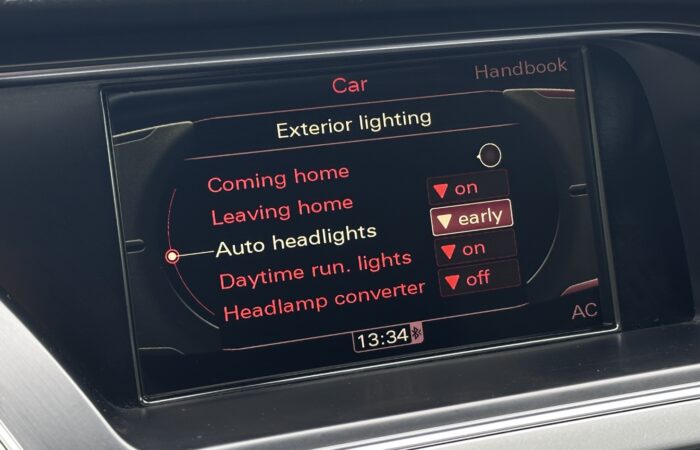 Car
Handbook
Exterior lighting
Coming home
Leaving home on
Auto headlights early
Daytime run. lights on
Headlamp converter off
13:34
AC